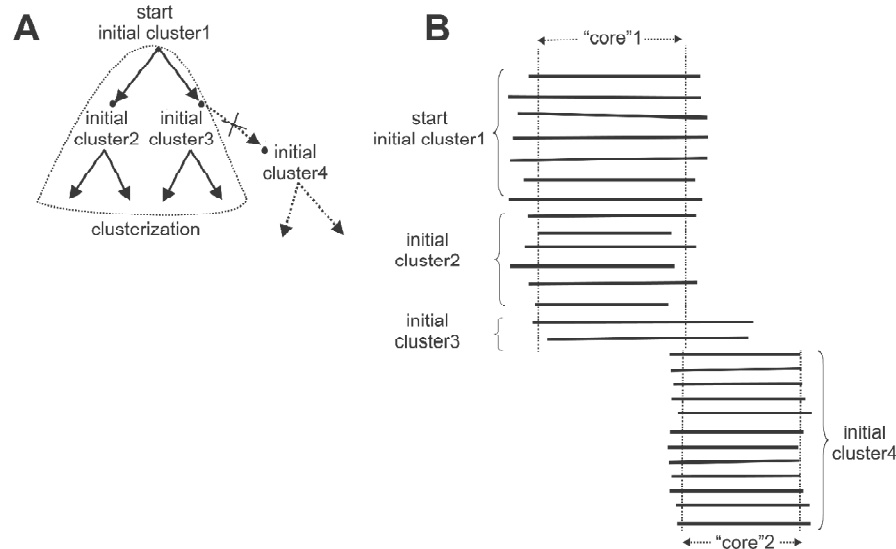 A
start
initial cluster1
initial
cluster2
initial
cluster3
initial
cluster4
clusterization
B
“core”1
start
initial cluster1
initial
cluster2
initial
cluster3
initial
cluster4
“core”2